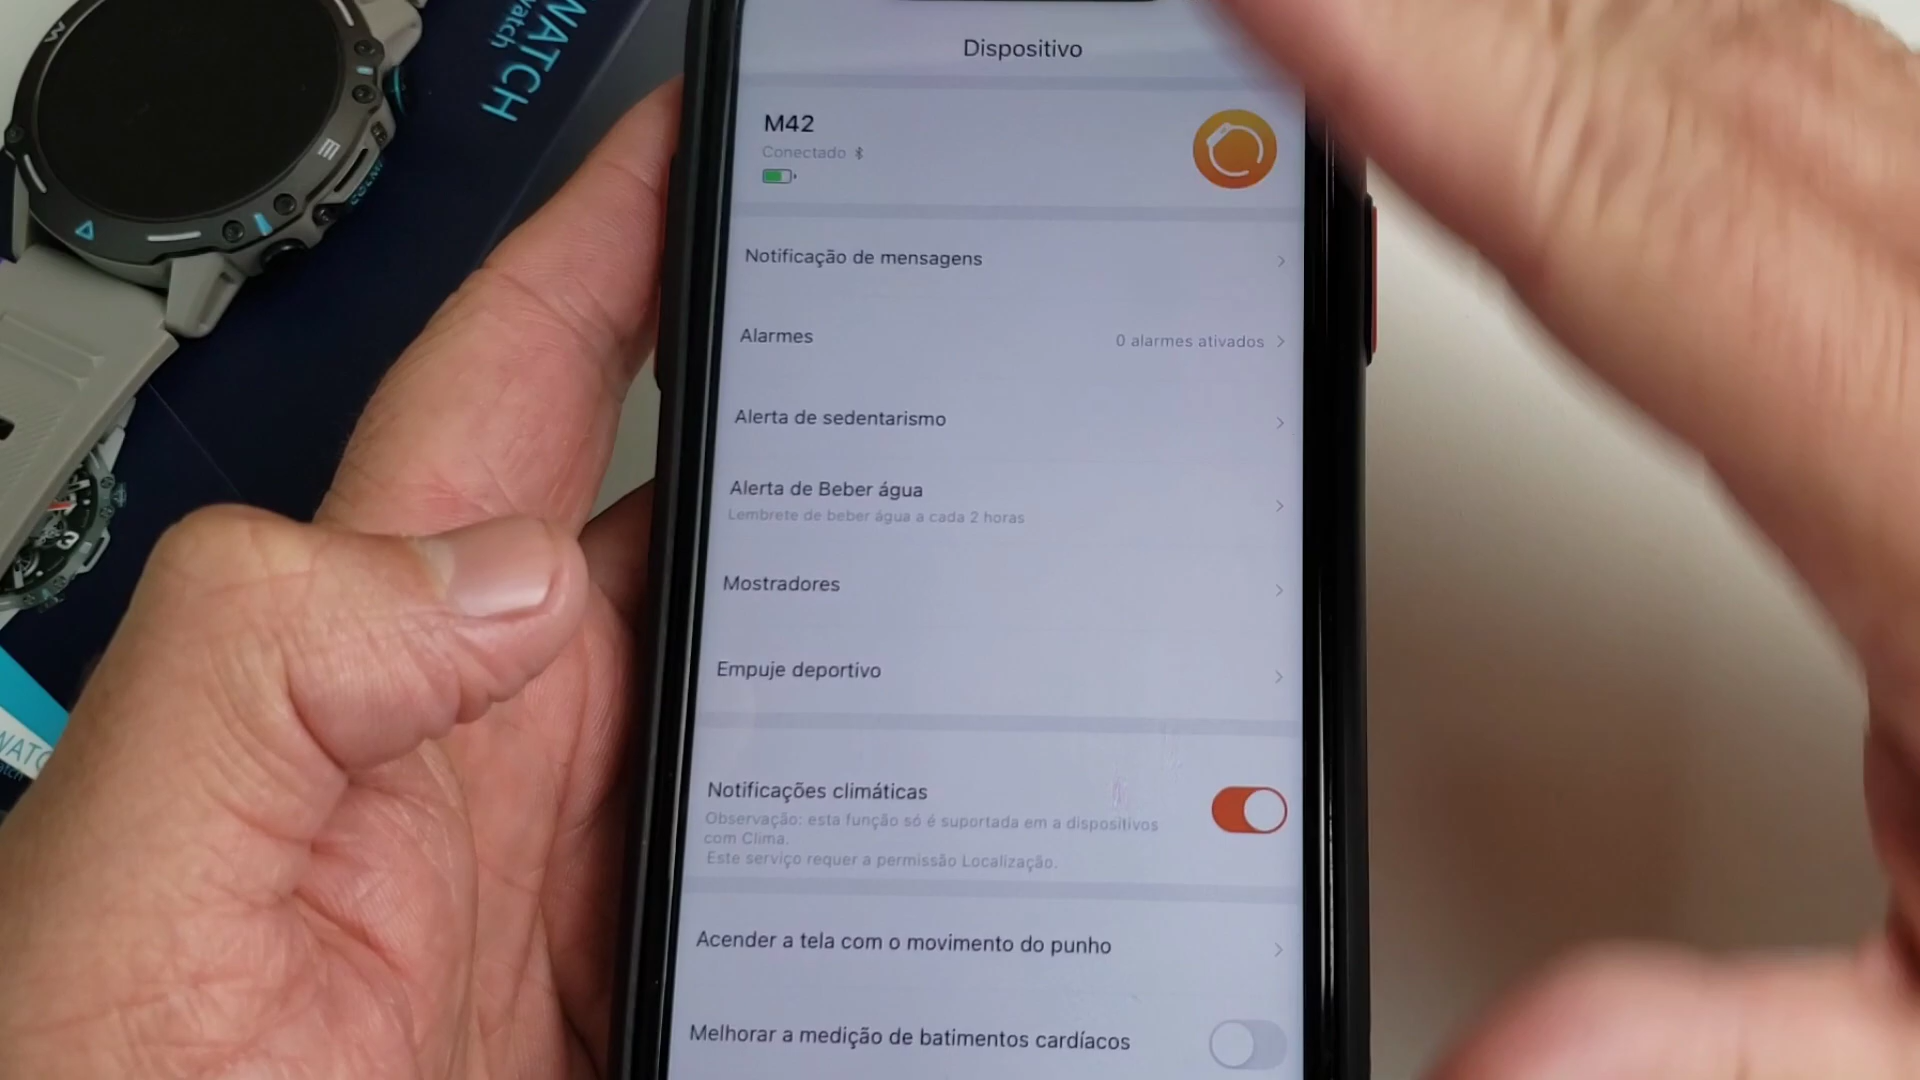 WATCH
watch
COLMI
Dispositivo
M42
Conectado
Notificação de mensagens
Alarmes
0 alarmes ativados
Alerta de sedentarismo
Alerta de Beber água
Lembrete de beber água a cada 2 horas
Mostradores
Empuje deportivo
Notificações climáticas
Observação: esta função só é suportada em a dispositivos
com Clima.
Este serviço requer a permissão Localização.
Acender a tela com o movimento do punho
Melhorar a medição de batimentos cardíacos